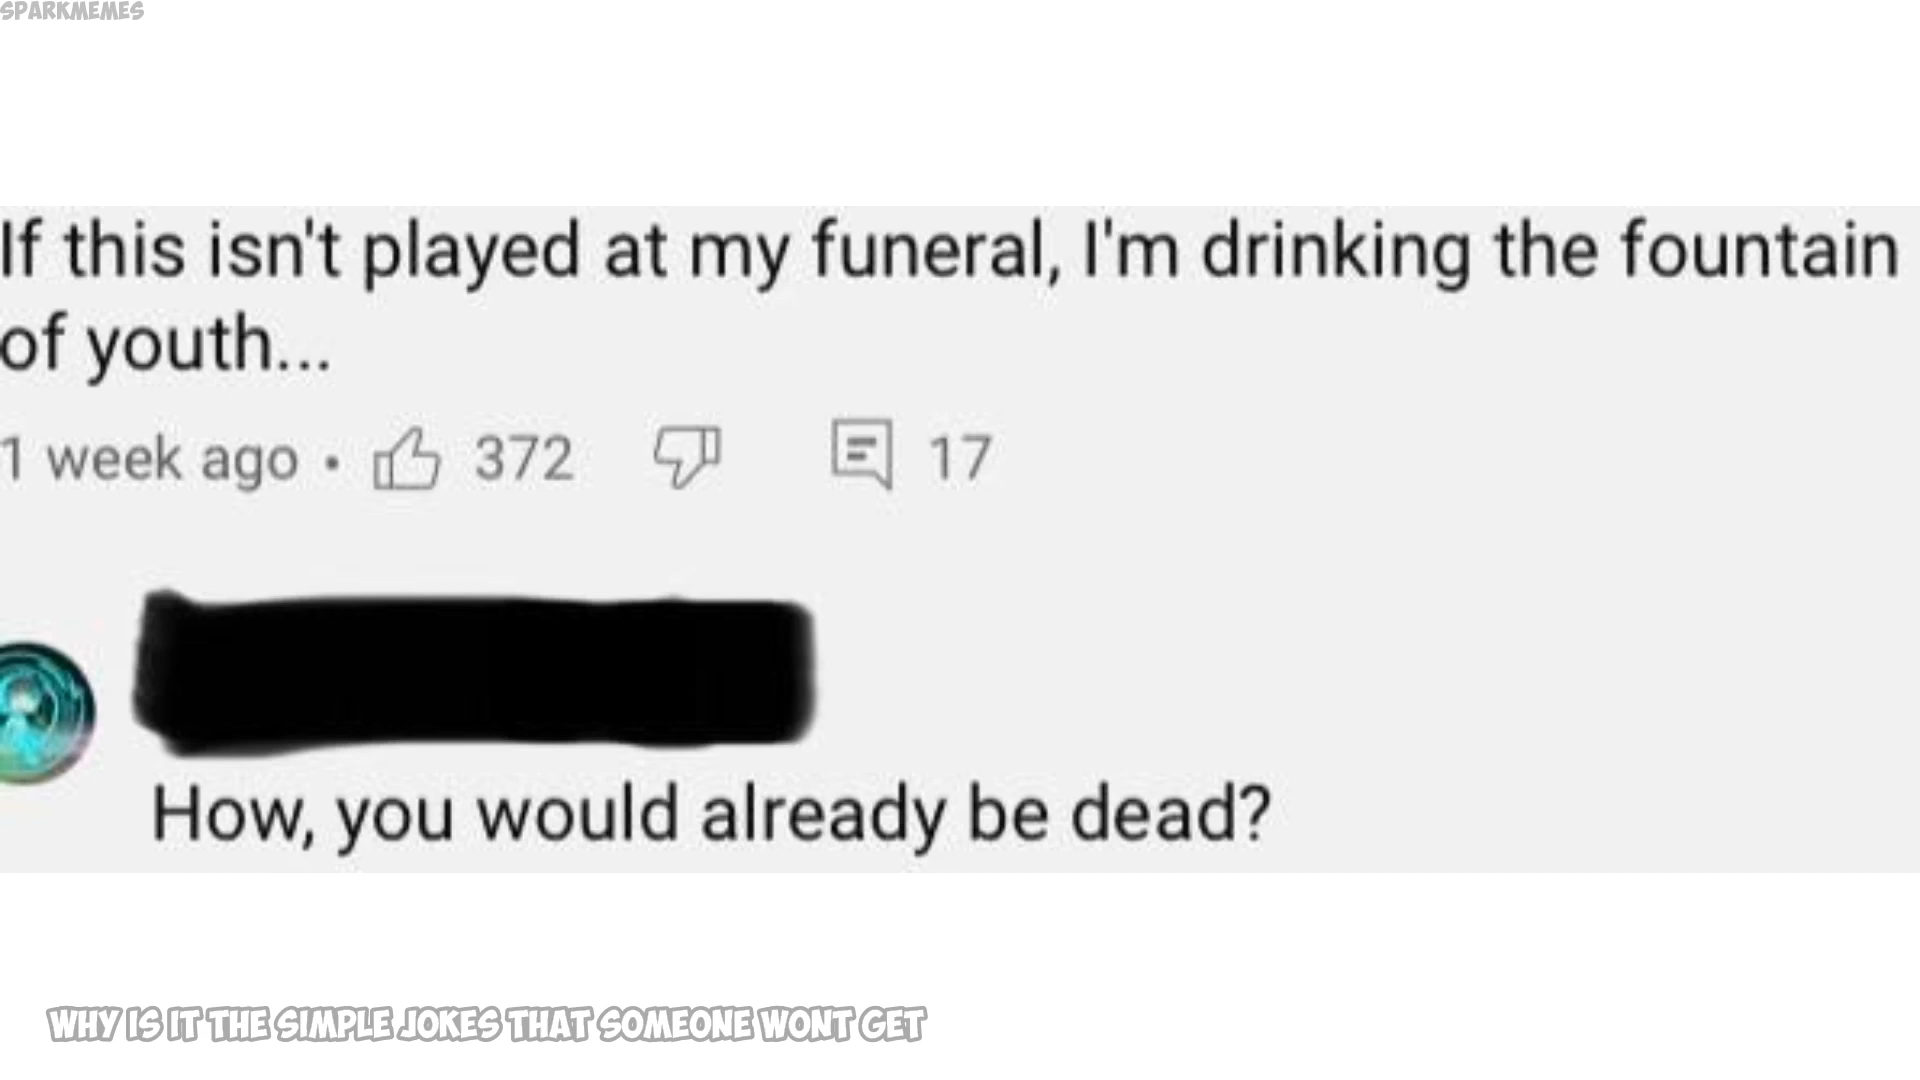 SPARKMEMES
If this isn't played at my funeral, I'm drinking the fountain
of youth...
1 week ago • 372 17
How, you would already be dead?
WHY IS IT THE SIMPLE JOKES THAT SOMEONE WONT GET